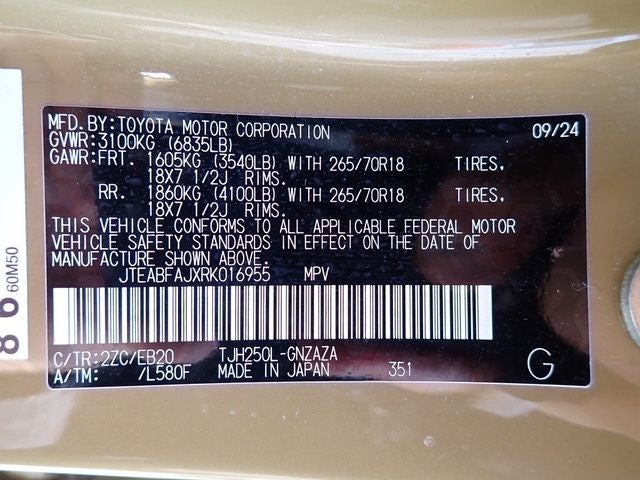 MFD.BY:TOYOTA MOTOR CORPORATION 09/24
GVWR:3100KG (6835LB)
GAWR:FRT. 1605KG (3540LB) WITH 265/70R18 TIRES.
18X7 1/2J RIMS.
RR. 1860KG (4100LB) WITH 265/70R18 TIRES.
18X7 1/2J RIMS.
THIS VEHICLE CONFORMS TO ALL APPLICABLE FEDERAL MOTOR
VEHICLE SAFETY STANDARDS IN EFFECT ON THE DATE OF
MANUFACTURE SHOWN ABOVE.
JTEABFAJXRK016955 MPV
C/TR:2ZC/EB20 TJH250L-GNZAZA
A/TM: /L580F MADE IN JAPAN 351 G
60M50
8 6